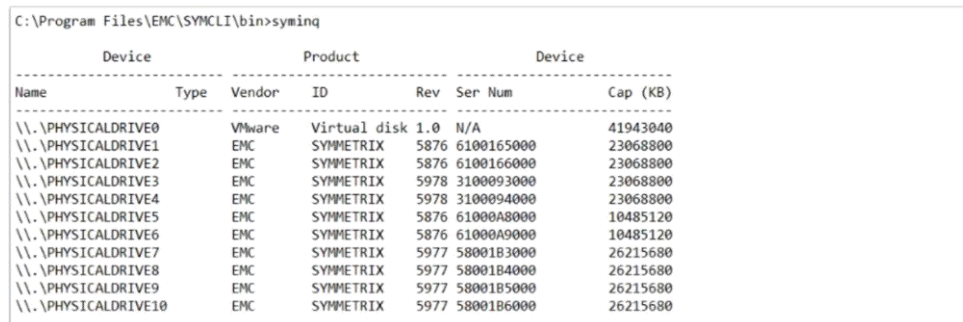 C:\Program Files\EMC\SYMCLI\bin>syminq
Device Product Device
--------------------------- --------------------------- ---------------------------
Name Type Vendor ID Rev Ser Num Cap (KB)
--------------------------- --------------------------- ---------------------------
\\.\PHYSICALDRIVE0 VMware Virtual disk 1.0 N/A 41943040
\\.\PHYSICALDRIVE1 EMC SYMMETRIX 5876 6100165000 23068800
\\.\PHYSICALDRIVE2 EMC SYMMETRIX 5876 6100166000 23068800
\\.\PHYSICALDRIVE3 EMC SYMMETRIX 5978 3100093000 23068800
\\.\PHYSICALDRIVE4 EMC SYMMETRIX 5978 3100094000 23068800
\\.\PHYSICALDRIVE5 EMC SYMMETRIX 5876 61000A8000 10485120
\\.\PHYSICALDRIVE6 EMC SYMMETRIX 5876 61000A9000 10485120
\\.\PHYSICALDRIVE7 EMC SYMMETRIX 5977 58001B3000 26215680
\\.\PHYSICALDRIVE8 EMC SYMMETRIX 5977 58001B4000 26215680
\\.\PHYSICALDRIVE9 EMC SYMMETRIX 5977 58001B5000 26215680
\\.\PHYSICALDRIVE10 EMC SYMMETRIX 5977 58001B6000 26215680